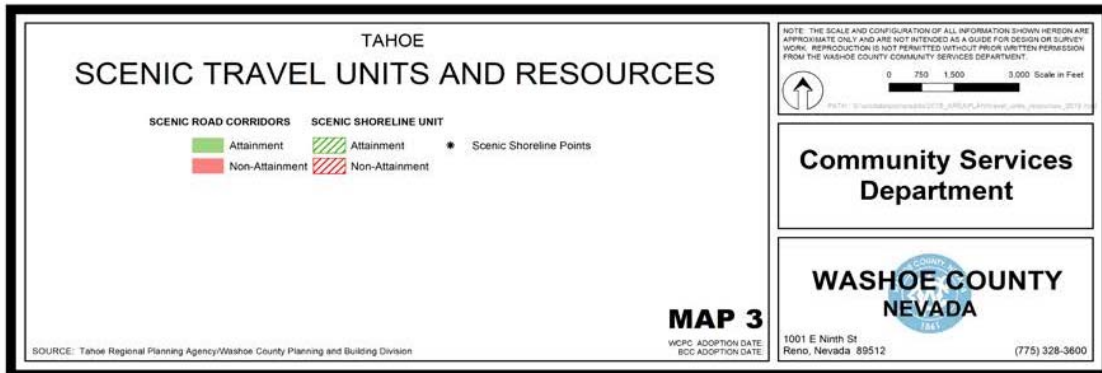 TAHOE
SCENIC TRAVEL UNITS AND RESOURCES
SCENIC ROAD CORRIDORS
Attainment
Non-Attainment
SCENIC SHORELINE UNIT
Attainment
Non-Attainment
Scenic Shoreline Points
MAP 3
WCPC ADOPTION DATE:
BCC ADOPTION DATE:
SOURCE: Tahoe Regional Planning Agency/Washoe County Planning and Building Division
NOTE: THE SCALE AND CONFIGURATION OF ALL INFORMATION SHOWN HEREON ARE
APPROXIMATE ONLY AND ARE NOT INTENDED AS A GUIDE FOR DESIGN OR SURVEY
WORK. REPRODUCTION IS NOT PERMITTED WITHOUT PRIOR WRITTEN PERMISSION
FROM THE WASHOE COUNTY COMMUNITY SERVICES DEPARTMENT.
0 750 1,500 3,000 Scale in Feet
PATH:
Community Services
Department
WASHOE COUNTY
NEVADA
1861
1001 E Ninth St
Reno, Nevada 89512
(775) 328-3600